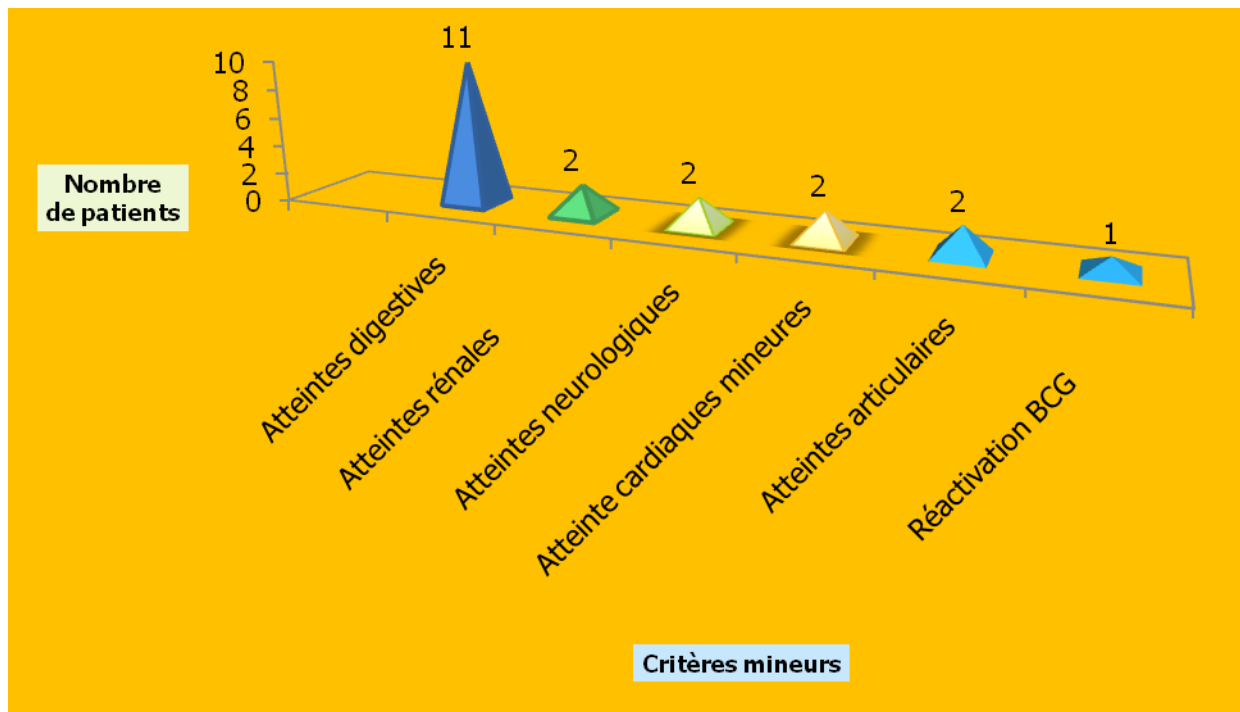 11
10
8
6
4
2
0
2
2
2
2
1
Nombre
de patients
Atteintes digestives
Atteintes rénales
Atteintes neurologiques
Atteinte cardiaques mineures
Atteintes articulaires
Réactivation BCG
Critères mineurs